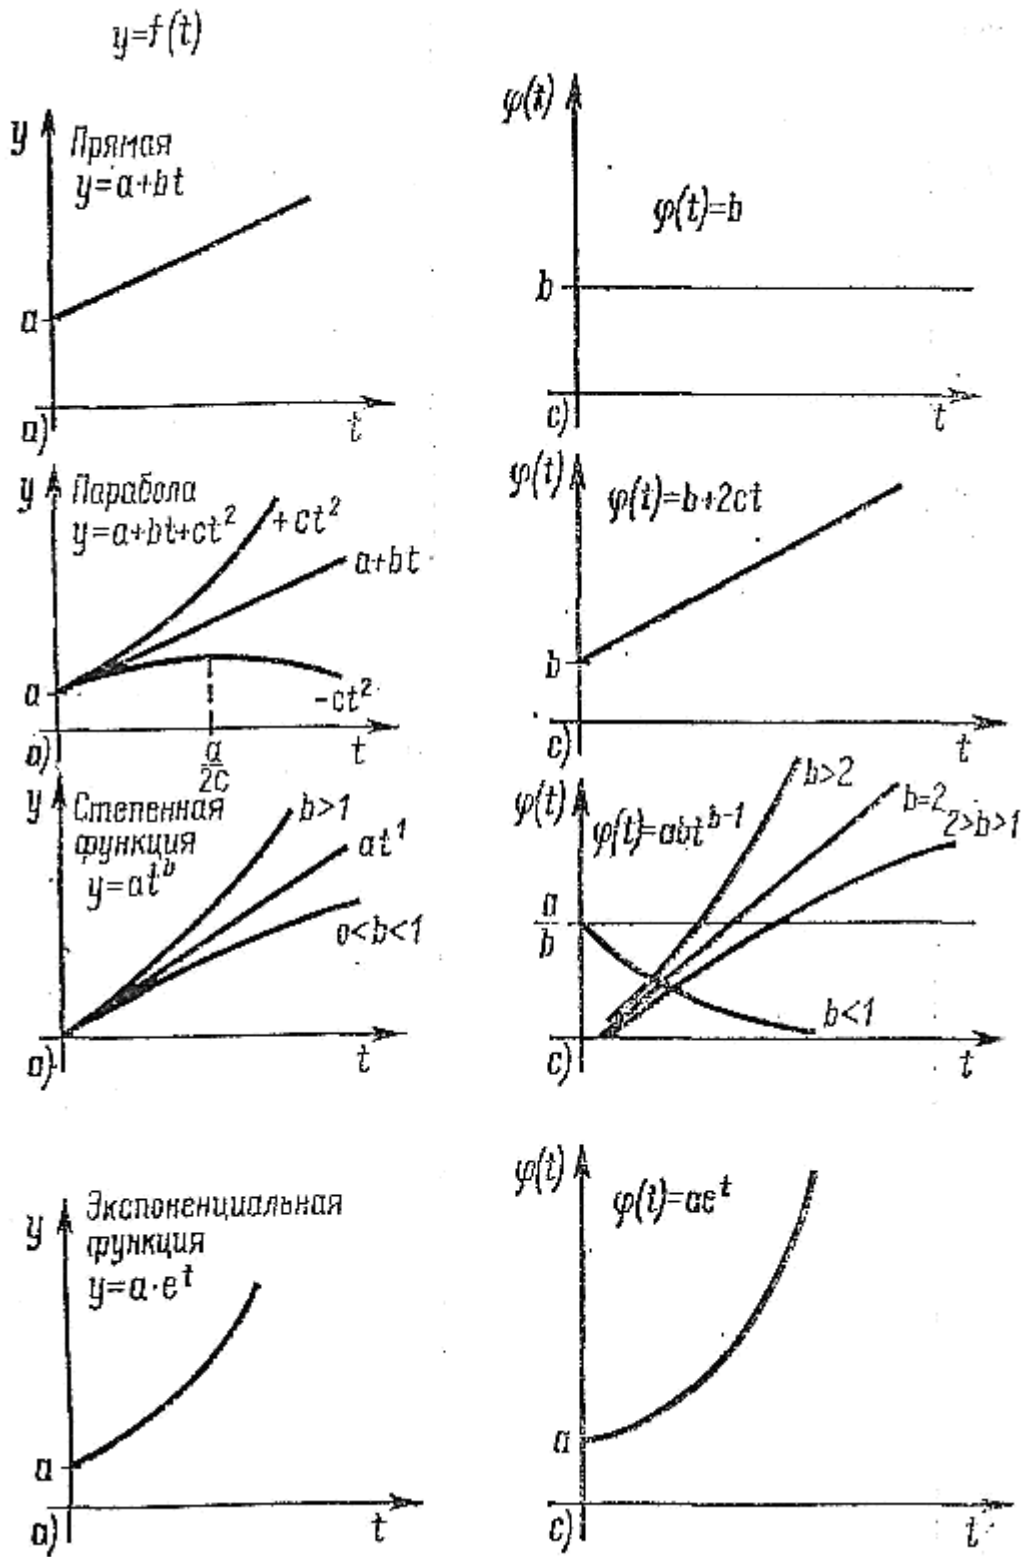 y=f(t)
y
Прямая
y=a+bt
a
a)
t
φ(t)
φ(t)=b
b
c)
t
y
Парабола
y=a+bt+ct²
+ct²
a+bt
a
-ct²
a)
a/2c
t
φ(t)
φ(t)=b+2ct
b
c)
t
y
Степенная
функция
y=at^b
b>1
at¹
0<b<1
a)
t
φ(t)
φ(t)=abt^b-1
b>2
b=2
2>b>1
a/b
b<1
c)
t
y
Экспоненциальная
функция
y=a·e^t
a
a)
t
φ(t)
φ(t)=ae^t
a
c)
t